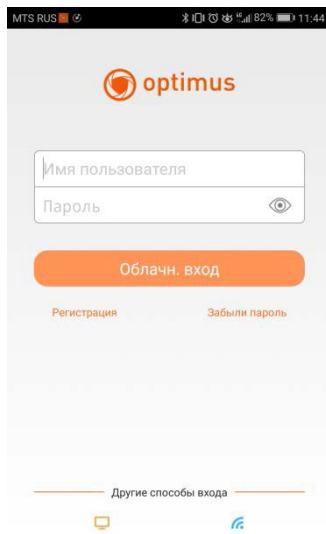 MTS RUS 82% 11:44
optimus
Имя пользователя
Пароль
Облачн. вход
Регистрация Забыли пароль
Другие способы входа